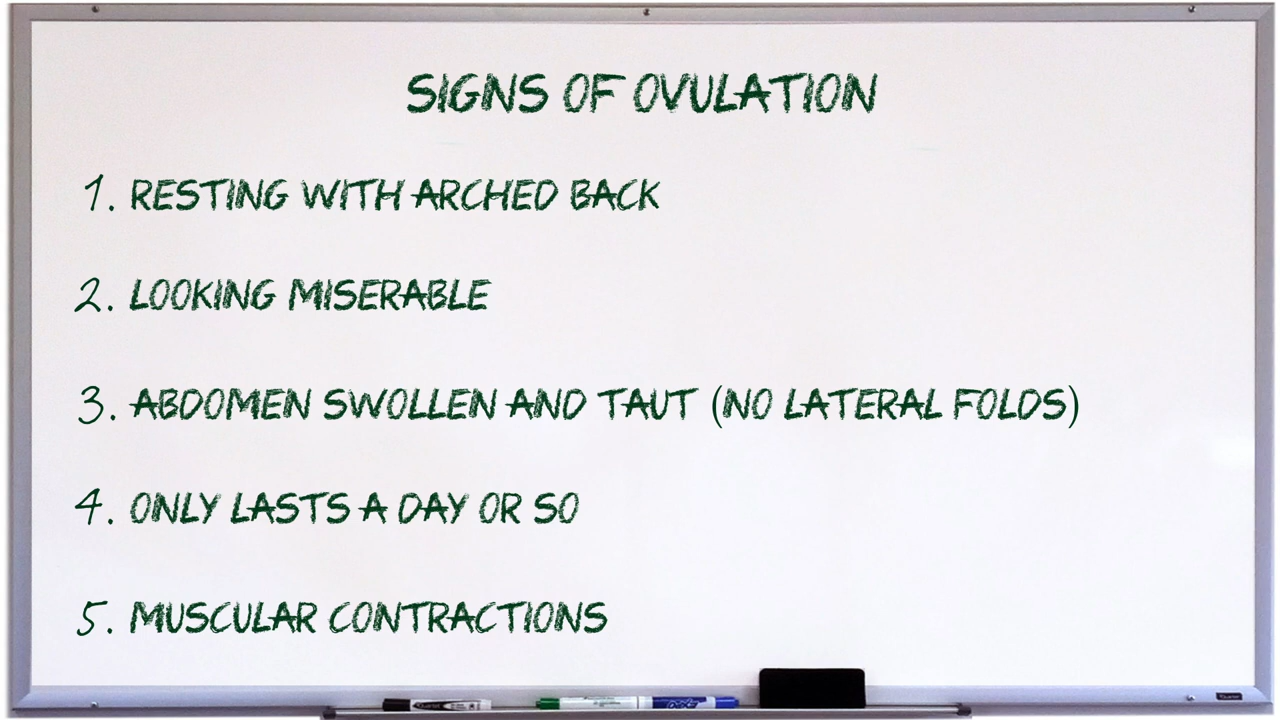 SIGNS OF OVULATION
1. RESTING WITH ARCHED BACK
2. LOOKING MISERABLE
3. ABDOMEN SWOLLEN AND TAUT (NO LATERAL FOLDS)
4. ONLY LASTS A DAY OR SO
5. MUSCULAR CONTRACTIONS